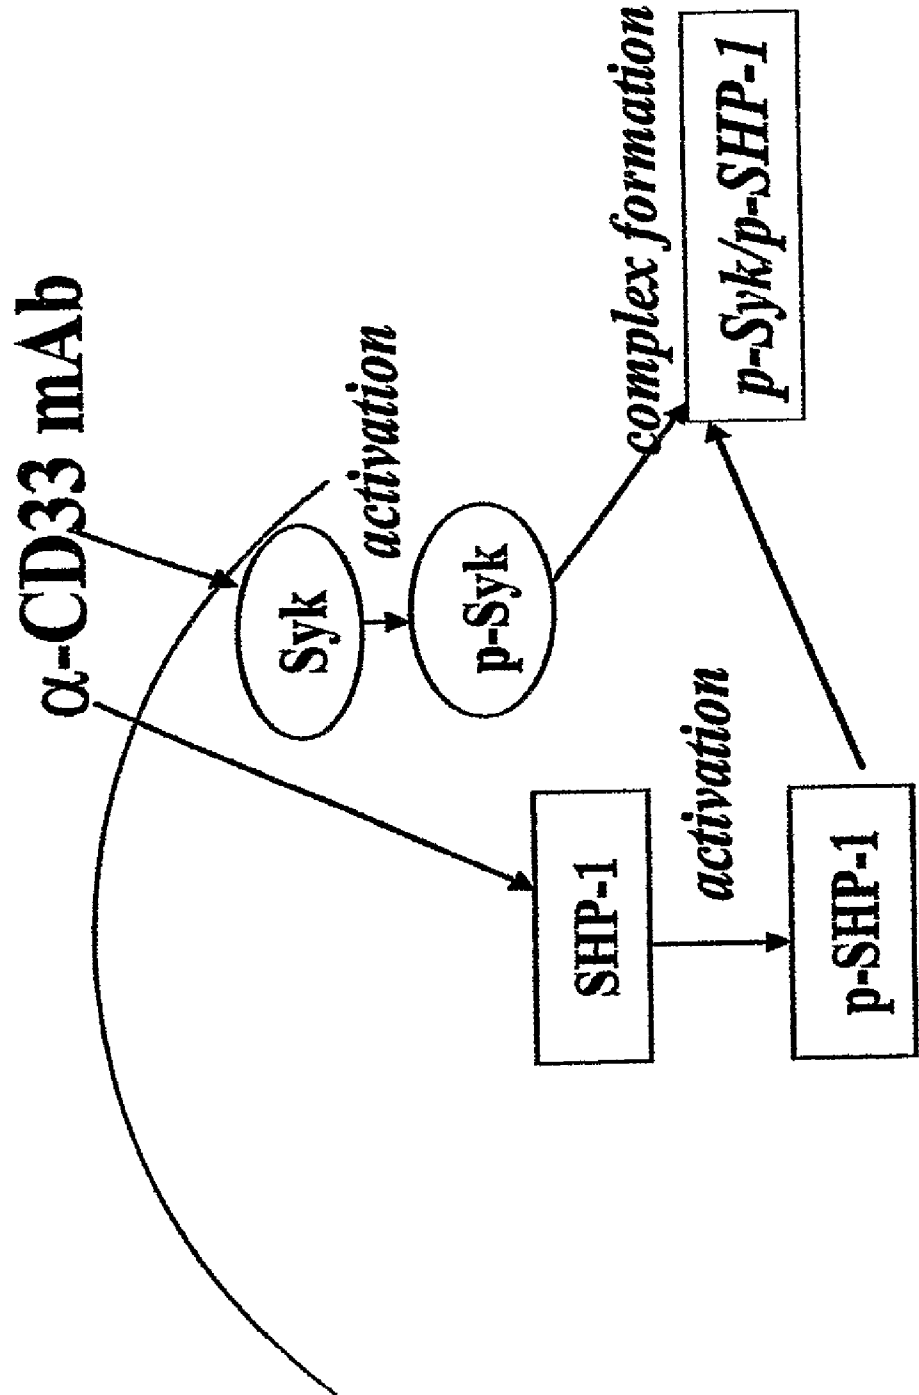 α-CD33 mAb
Syk
activation
p-Syk
SHP-1
activation
p-SHP-1
complex formation
p-Syk/p-SHP-1